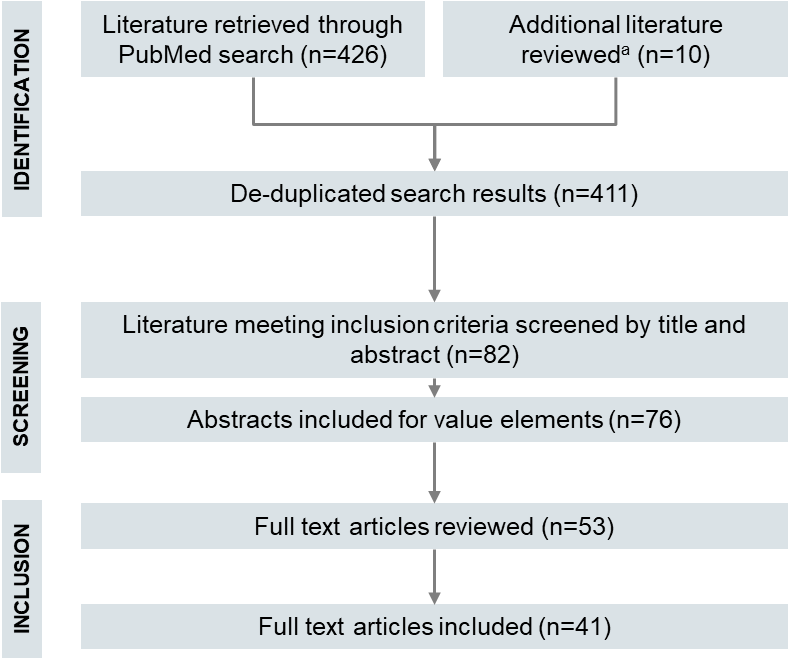 IDENTIFICATION
Literature retrieved through
PubMed search (n=426)
Additional literature
reviewedᵃ (n=10)
De-duplicated search results (n=411)
SCREENING
Literature meeting inclusion criteria screened by title and
abstract (n=82)
Abstracts included for value elements (n=76)
INCLUSION
Full text articles reviewed (n=53)
Full text articles included (n=41)